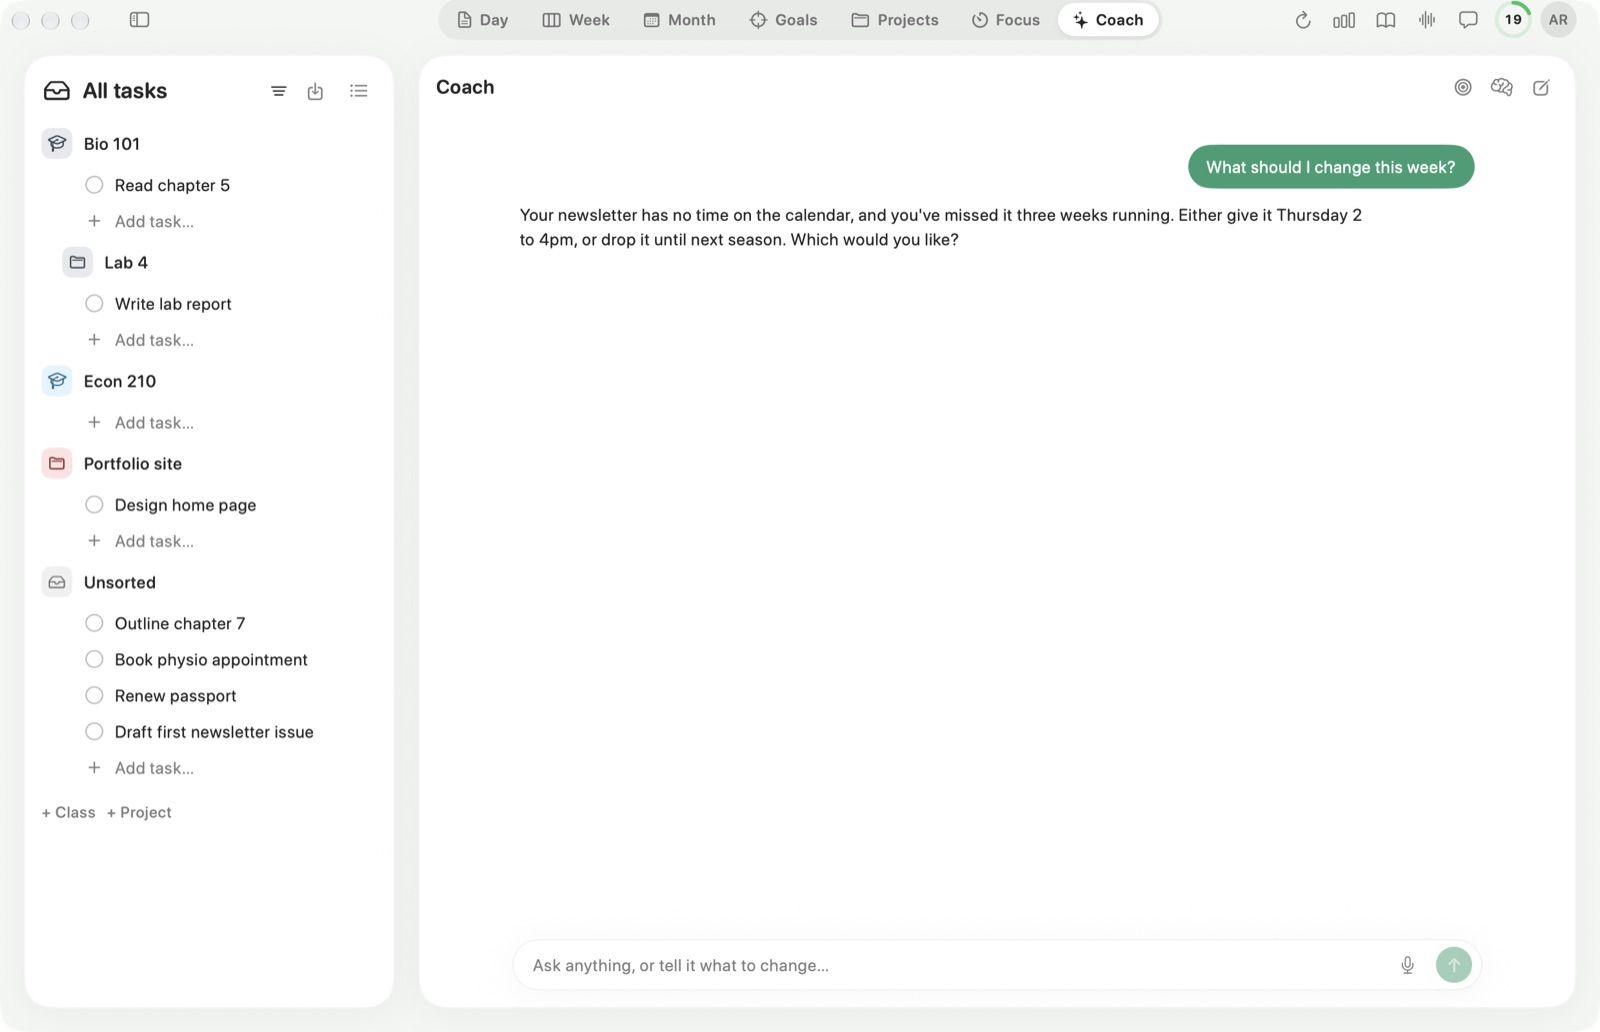 Day
Week
Month
Goals
Projects
Focus
Coach
19
AR
All tasks
Bio 101
Read chapter 5
+ Add task...
Lab 4
Write lab report
+ Add task...
Econ 210
+ Add task...
Portfolio site
Design home page
+ Add task...
Unsorted
Outline chapter 7
Book physio appointment
Renew passport
Draft first newsletter issue
+ Add task...
+ Class + Project
Coach
What should I change this week?
Your newsletter has no time on the calendar, and you've missed it three weeks running. Either give it Thursday 2
to 4pm, or drop it until next season. Which would you like?
Ask anything, or tell it what to change...